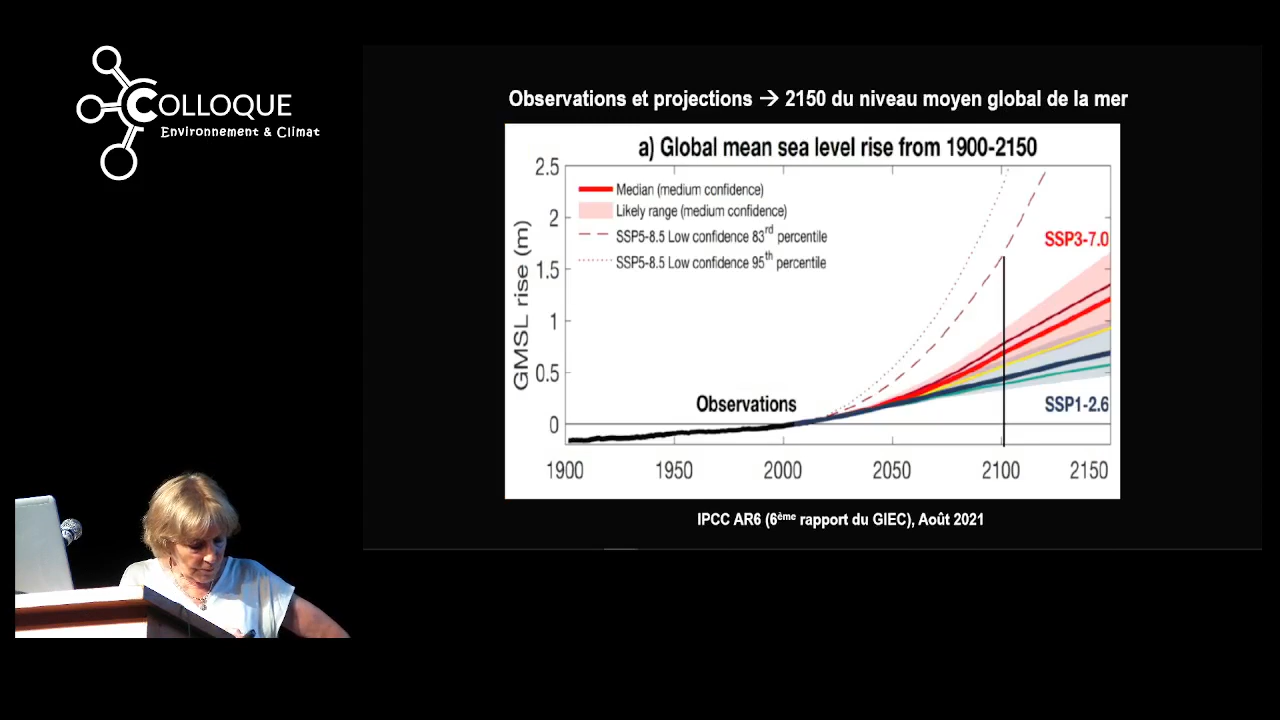 COLLOQUE
Environnement & Climat
Observations et projections → 2150 du niveau moyen global de la mer
a) Global mean sea level rise from 1900-2150
2.5
2
1.5
1
0.5
0
GMSL rise (m)
Median (medium confidence)
Likely range (medium confidence)
SSP5-8.5 Low confidence 83rd percentile
SSP5-8.5 Low confidence 95th percentile
SSP3-7.0
Observations
SSP1-2.6
1900 1950 2000 2050 2100 2150
IPCC AR6 (6ème rapport du GIEC), Août 2021